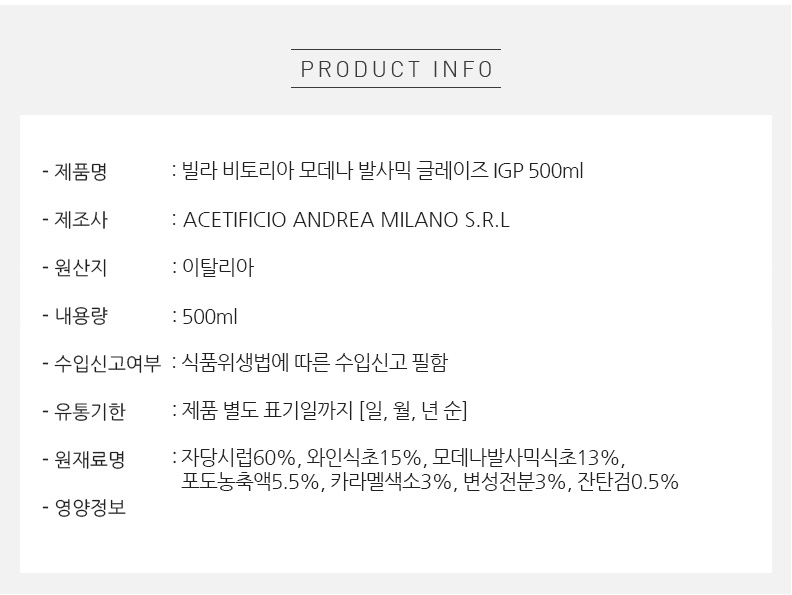 PRODUCT INFO
- 제품명 : 빌라 비토리아 모데나 발사믹 글레이즈 IGP 500ml
- 제조사 : ACETIFICIO ANDREA MILANO S.R.L
- 원산지 : 이탈리아
- 내용량 : 500ml
- 수입신고여부 : 식품위생법에 따른 수입신고 필함
- 유통기한 : 제품 별도 표기일까지 [일, 월, 년 순]
- 원재료명 : 자당시럽60%, 와인식초15%, 모데나발사믹식초13%,
포도농축액5.5%, 카라멜색소3%, 변성전분3%, 잔탄검0.5%
- 영양정보